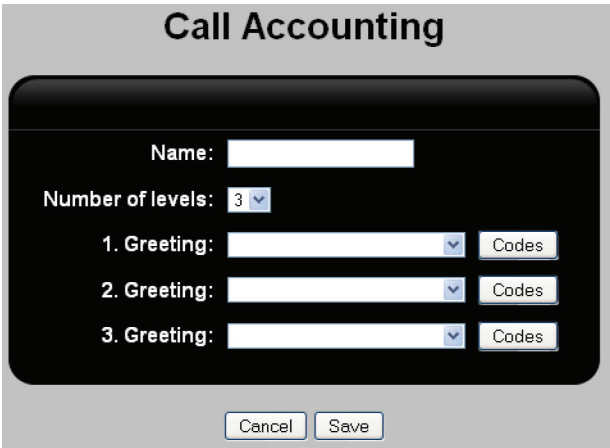 Call Accounting
Name:
Number of levels: 3
1. Greeting: Codes
2. Greeting: Codes
3. Greeting: Codes
Cancel Save